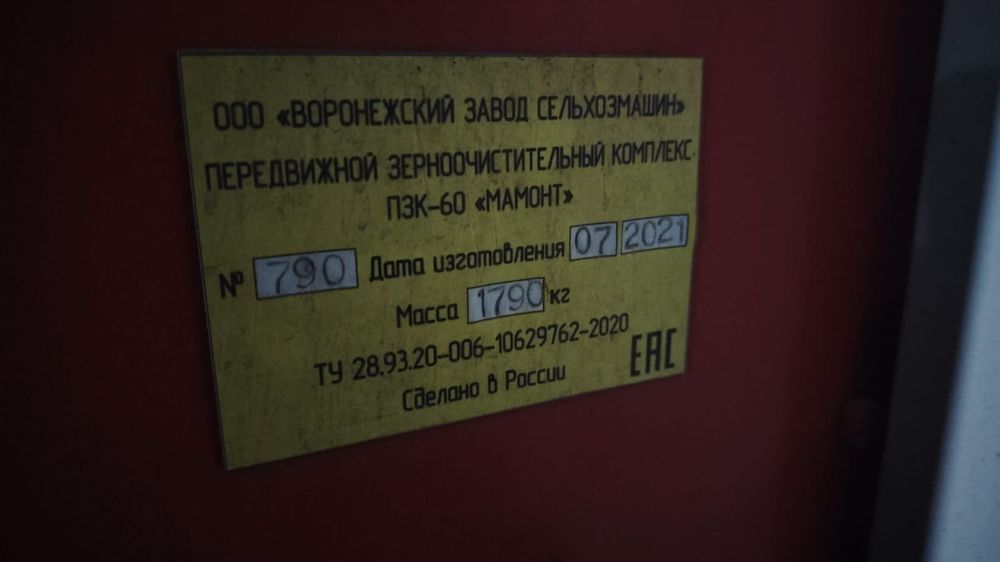 ООО «ВОРОНЕЖСКИЙ ЗАВОД СЕЛЬХОЗМАШИН»
ПЕРЕДВИЖНОЙ ЗЕРНООЧИСТИТЕЛЬНЫЙ КОМПЛЕКС
ПЗК-60 «МАМОНТ»
№ 790 Дата изготовления 07 2021
Масса 1790 кг
ТУ 28.93.20-006-10629762-2020
Сделано в России
ЕАС